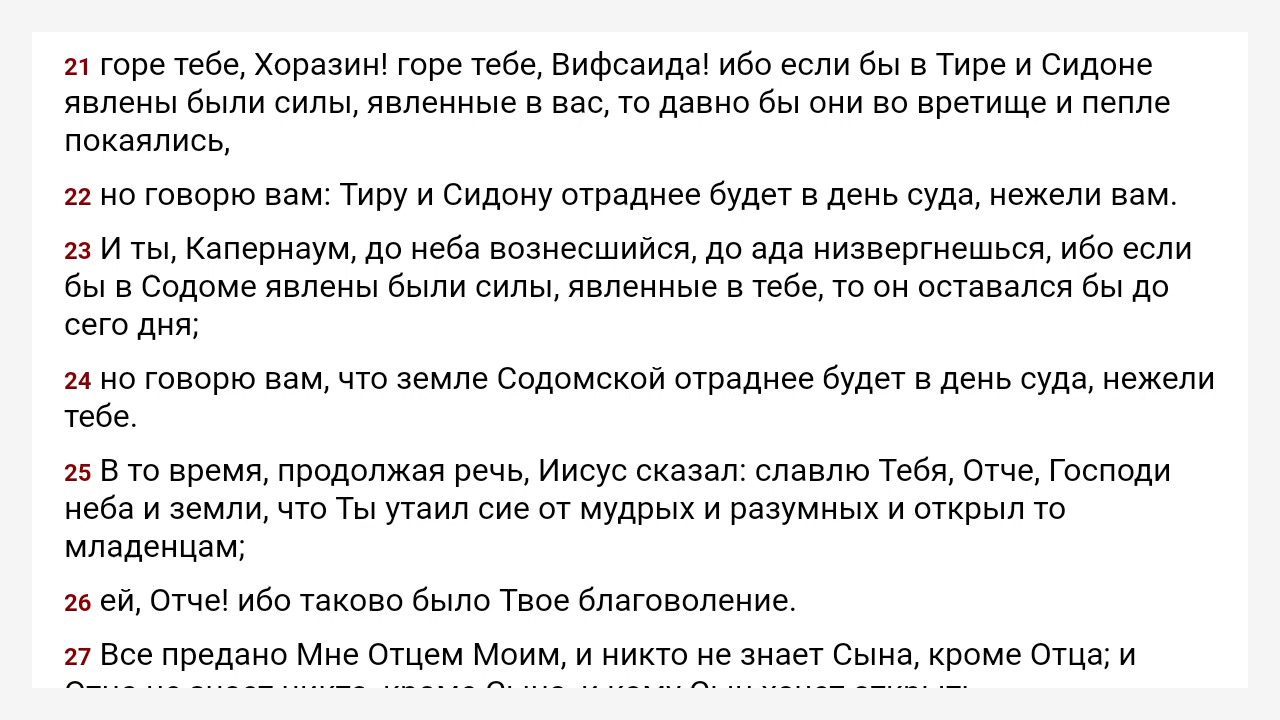 21 горе тебе, Хоразин! горе тебе, Вифсаида! ибо если бы в Тире и Сидоне
явлены были силы, явленные в вас, то давно бы они во вретище и пепле
покаялись,
22 но говорю вам: Тиру и Сидону отраднее будет в день суда, нежели вам.
23 И ты, Капернаум, до неба вознесшийся, до ада низвергнешься, ибо если
бы в Содоме явлены были силы, явленные в тебе, то он оставался бы до
сего дня;
24 но говорю вам, что земле Содомской отраднее будет в день суда, нежели
тебе.
25 В то время, продолжая речь, Иисус сказал: славлю Тебя, Отче, Господи
неба и земли, что Ты утаил сие от мудрых и разумных и открыл то
младенцам;
26 ей, Отче! ибо таково было Твое благоволение.
27 Все предано Мне Отцем Моим, и никто не знает Сына, кроме Отца; и